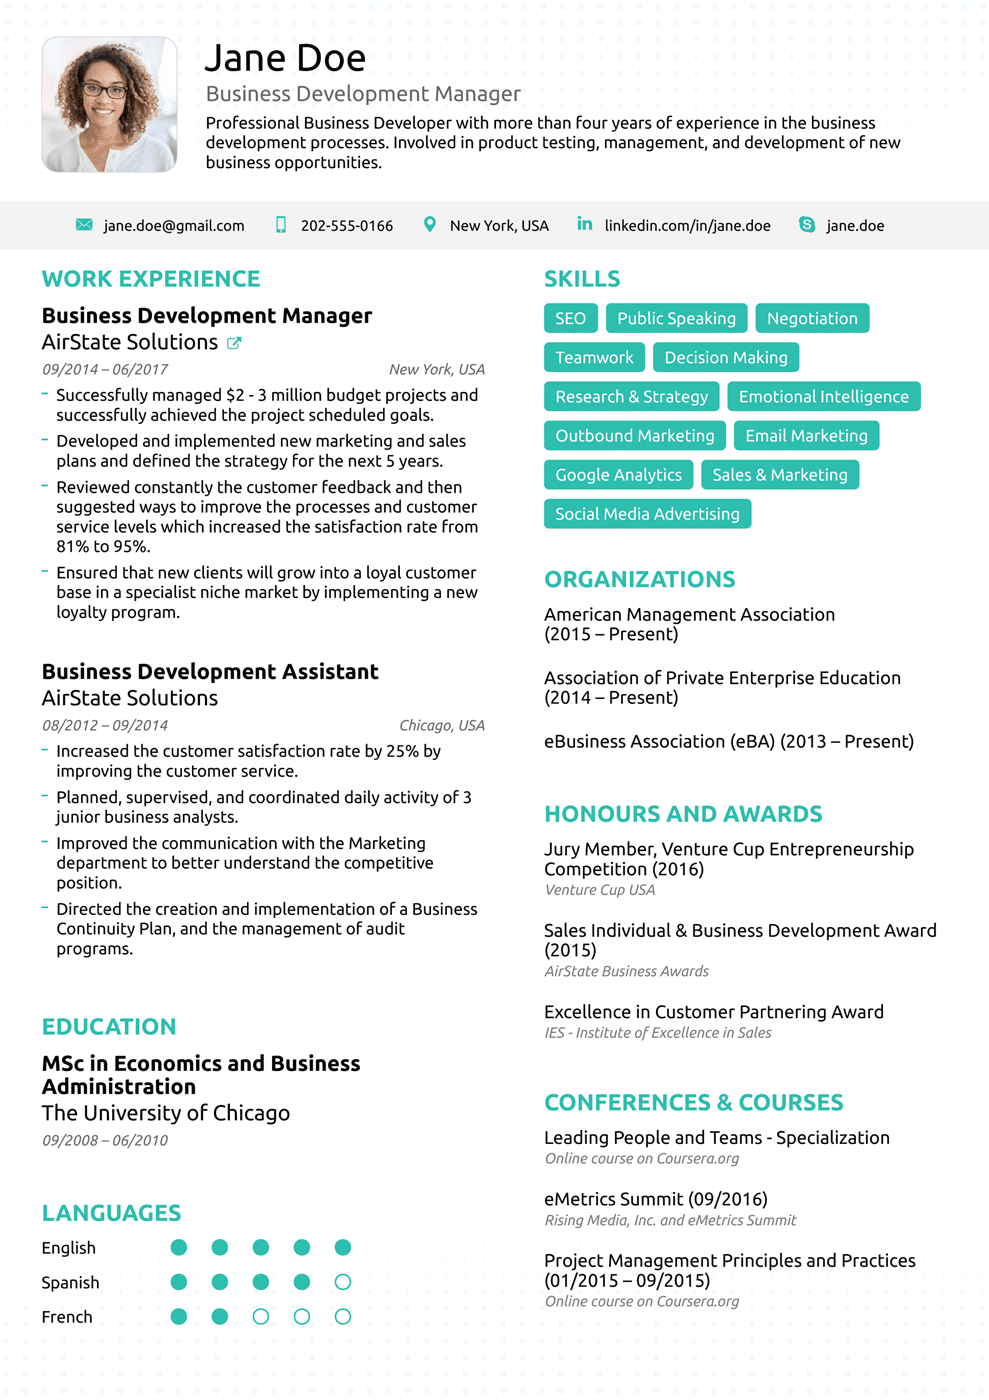 Jane Doe
Business Development Manager
Professional Business Developer with more than four years of experience in the business
development processes. Involved in product testing, management, and development of new
business opportunities.
jane.doe@gmail.com
202-555-0166
New York, USA
linkedin.com/in/jane.doe
jane.doe
WORK EXPERIENCE
Business Development Manager
AirState Solutions
09/2014 – 06/2017
New York, USA
– Successfully managed $2 - 3 million budget projects and
successfully achieved the project scheduled goals.
– Developed and implemented new marketing and sales
plans and defined the strategy for the next 5 years.
– Reviewed constantly the customer feedback and then
suggested ways to improve the processes and customer
service levels which increased the satisfaction rate from
81% to 95%.
– Ensured that new clients will grow into a loyal customer
base in a specialist niche market by implementing a new
loyalty program.
Business Development Assistant
AirState Solutions
08/2012 – 09/2014
Chicago, USA
– Increased the customer satisfaction rate by 25% by
improving the customer service.
– Planned, supervised, and coordinated daily activity of 3
junior business analysts.
– Improved the communication with the Marketing
department to better understand the competitive
position.
– Directed the creation and implementation of a Business
Continuity Plan, and the management of audit
programs.
EDUCATION
MSc in Economics and Business
Administration
The University of Chicago
09/2008 – 06/2010
LANGUAGES
English
Spanish
French
SKILLS
SEO
Public Speaking
Negotiation
Teamwork
Decision Making
Research & Strategy
Emotional Intelligence
Outbound Marketing
Email Marketing
Google Analytics
Sales & Marketing
Social Media Advertising
ORGANIZATIONS
American Management Association
(2015 – Present)
Association of Private Enterprise Education
(2014 – Present)
eBusiness Association (eBA) (2013 – Present)
HONOURS AND AWARDS
Jury Member, Venture Cup Entrepreneurship
Competition (2016)
Venture Cup USA
Sales Individual & Business Development Award
(2015)
AirState Business Awards
Excellence in Customer Partnering Award
IES - Institute of Excellence in Sales
CONFERENCES & COURSES
Leading People and Teams - Specialization
Online course on Coursera.org
eMetrics Summit (09/2016)
Rising Media, Inc. and eMetrics Summit
Project Management Principles and Practices
(01/2015 – 09/2015)
Online course on Coursera.org